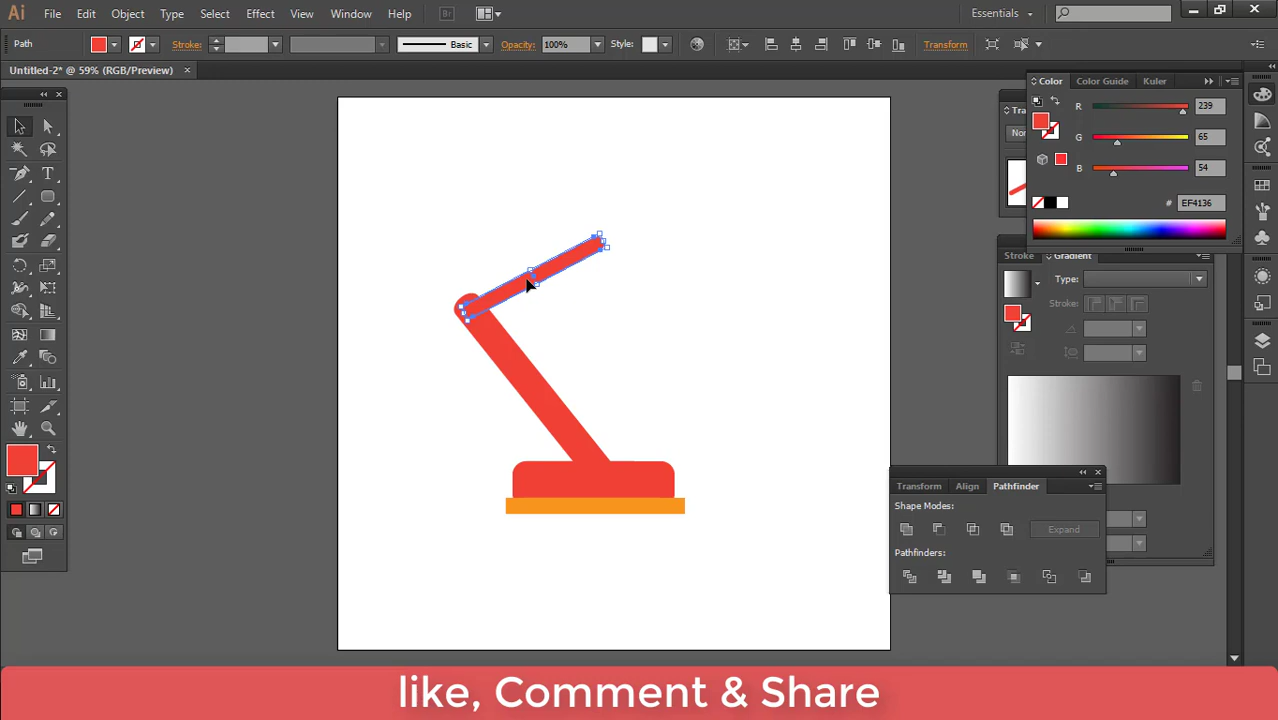 Ai File Edit Object Type Select Effect View Window Help Br Essentials
Path Stroke: Basic Opacity: 100% Style: Transform
Untitled-2* @ 59% (RGB/Preview)
Color Color Guide Kuler
R 239
G 65
B 54
# EF4136
Stroke Gradient
Type:
Stroke:
Transform Align Pathfinder
Shape Modes:
Expand
Pathfinders:
like, Comment & Share